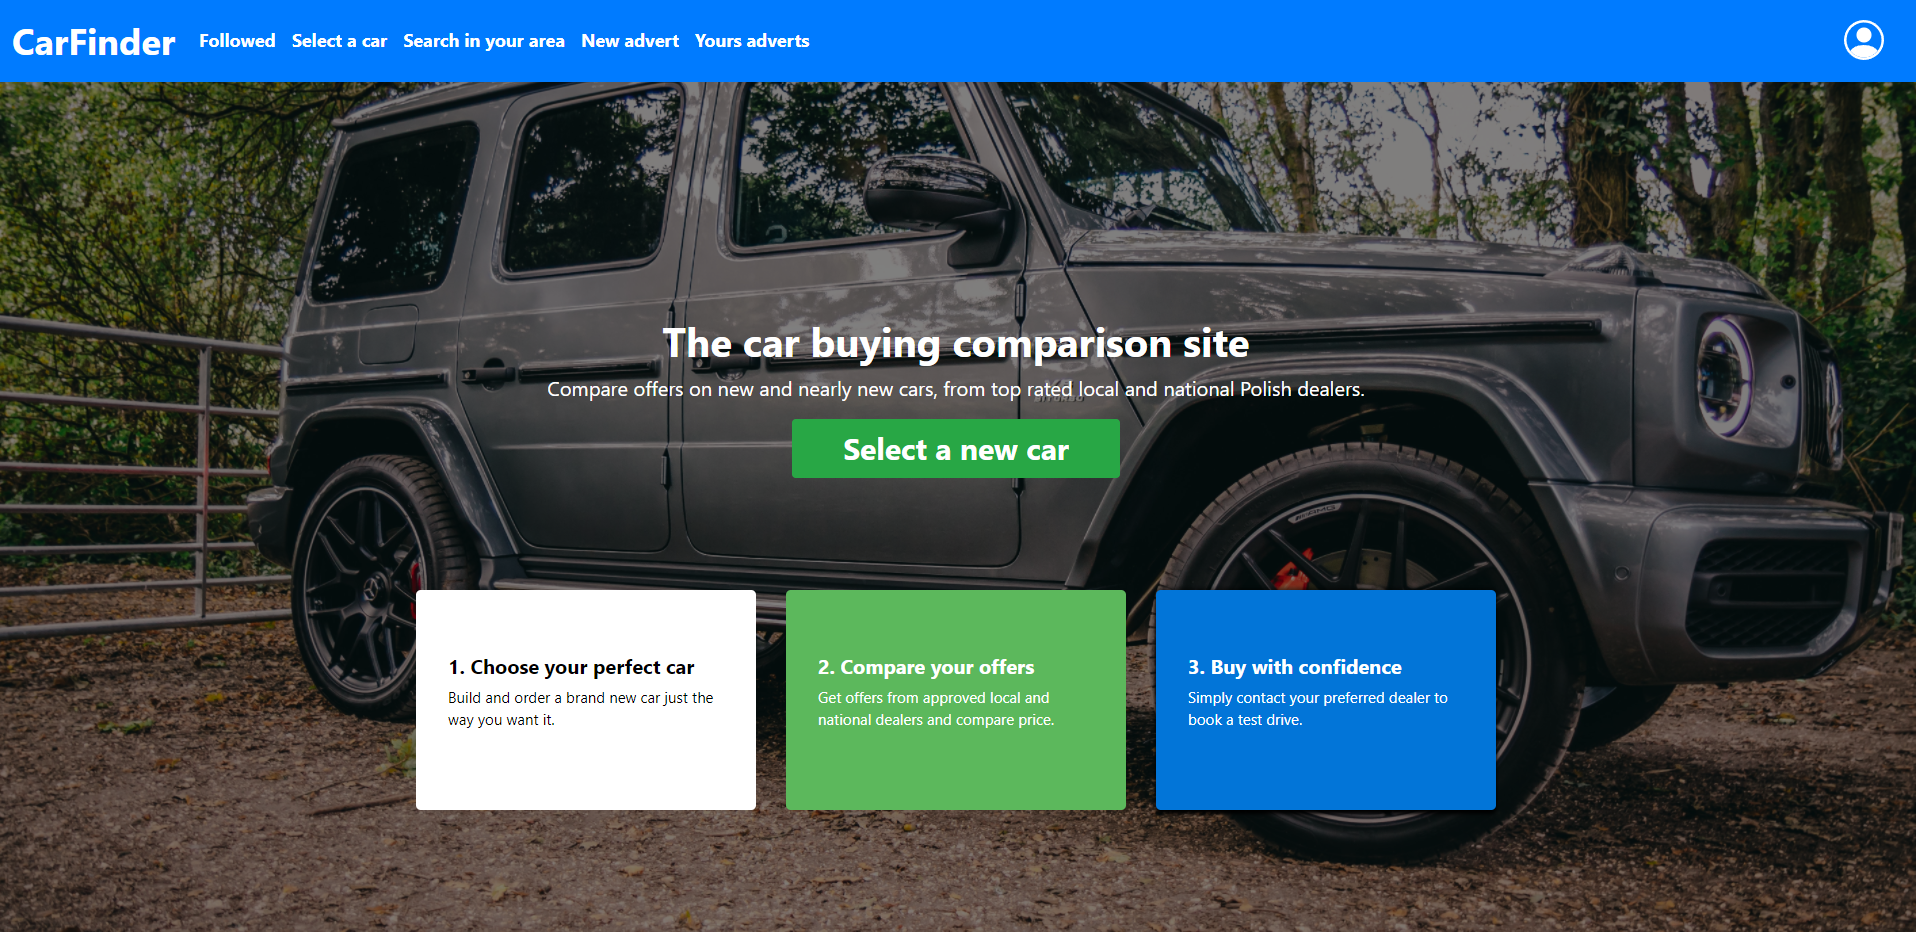 CarFinder Followed Select a car Search in your area New advert Yours adverts
The car buying comparison site
Compare offers on new and nearly new cars, from top rated local and national Polish dealers.
Select a new car
1. Choose your perfect car
Build and order a brand new car just the
way you want it.
2. Compare your offers
Get offers from approved local and
national dealers and compare price.
3. Buy with confidence
Simply contact your preferred dealer to
book a test drive.